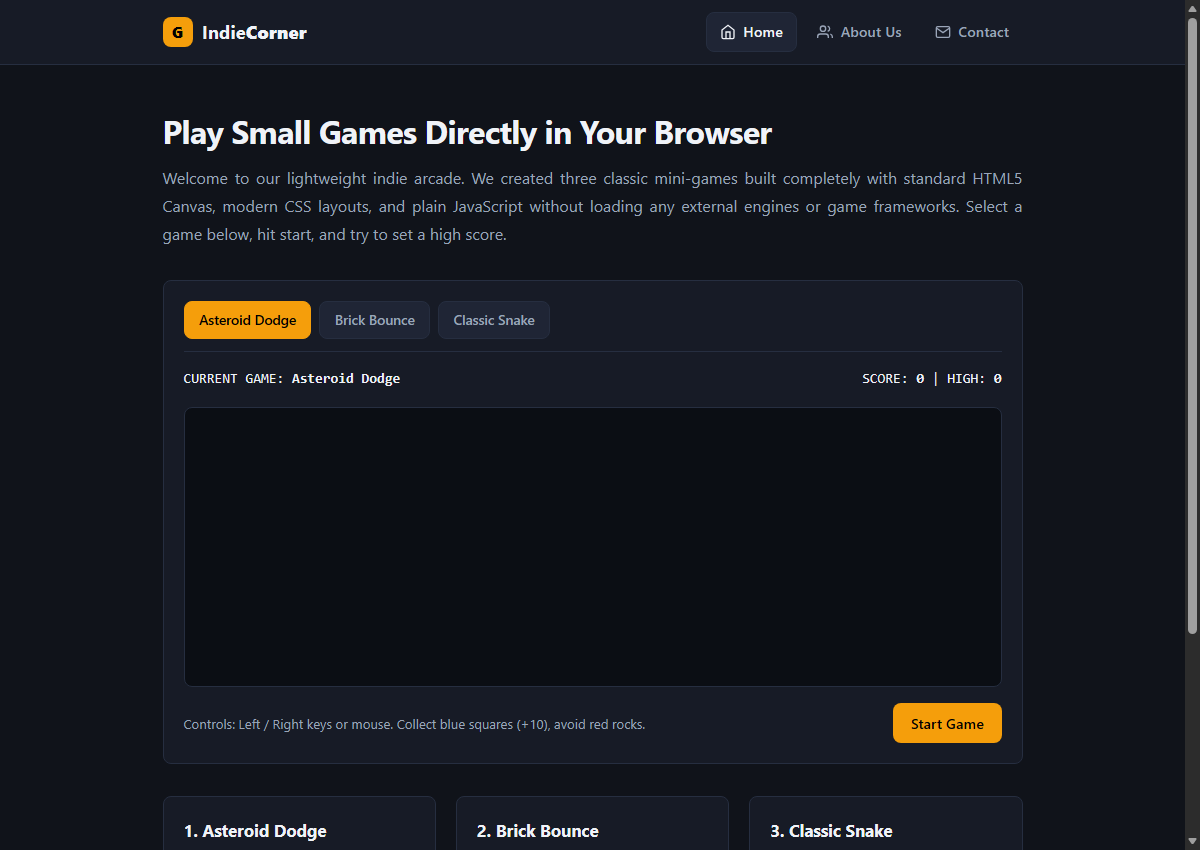 G IndieCorner Home About Us Contact
Play Small Games Directly in Your Browser
Welcome to our lightweight indie arcade. We created three classic mini-games built completely with standard HTML5
Canvas, modern CSS layouts, and plain JavaScript without loading any external engines or game frameworks. Select a
game below, hit start, and try to set a high score.
Asteroid Dodge Brick Bounce Classic Snake
CURRENT GAME: Asteroid Dodge SCORE: 0 | HIGH: 0
Controls: Left / Right keys or mouse. Collect blue squares (+10), avoid red rocks. Start Game
1. Asteroid Dodge 2. Brick Bounce 3. Classic Snake